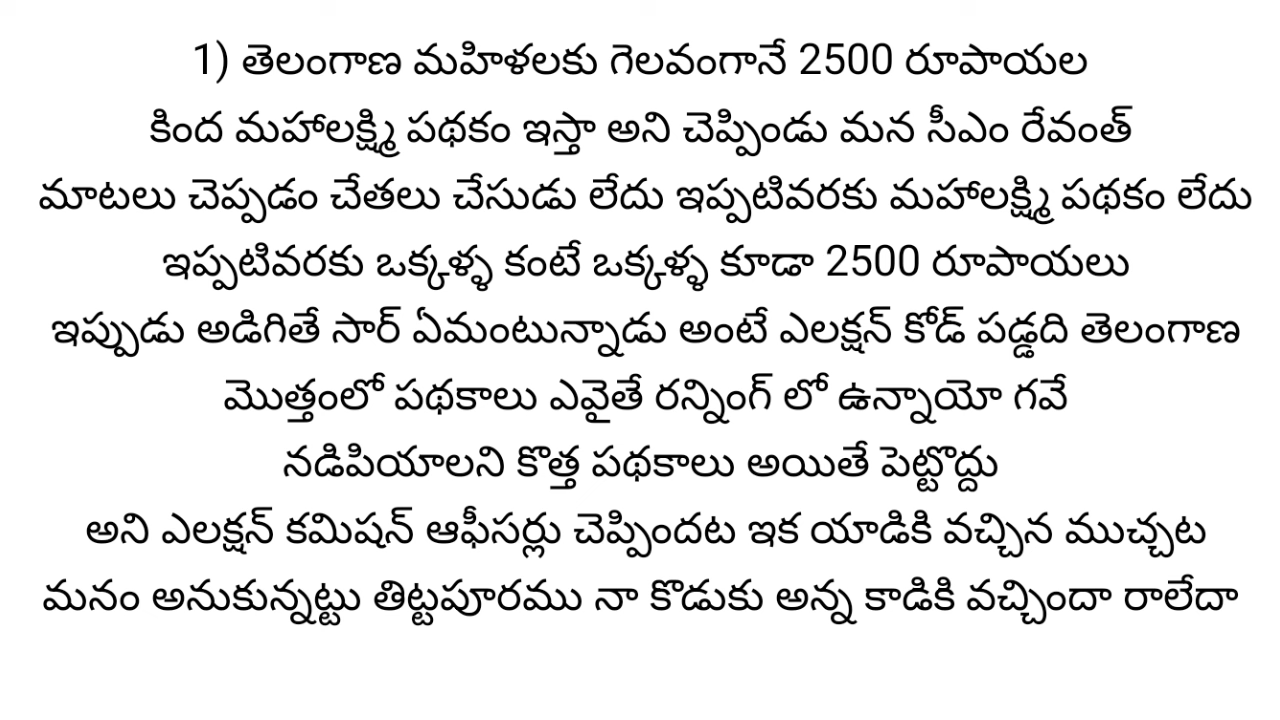 1) తెలంగాణ మహిళలకు గెలవంగానే 2500 రూపాయల
కింద మహాలక్ష్మి పథకం ఇస్తా అని చెప్పిండు మన సీఎం రేవంత్
మాటలు చెప్పడం చేతలు చేసుడు లేదు ఇప్పటివరకు మహాలక్ష్మి పథకం లేదు
ఇప్పటివరకు ఒక్కళ్ళ కంటే ఒక్కళ్ళ కూడా 2500 రూపాయలు
ఇప్పుడు అడిగితే సార్ ఏమంటున్నాడు అంటే ఎలక్షన్ కోడ్ పడ్డది తెలంగాణ
మొత్తంలో పథకాలు ఎవైతే రన్నింగ్ లో ఉన్నాయో గవే
నడిపియాలని కొత్త పథకాలు అయితే పెట్టొద్దు
అని ఎలక్షన్ కమిషన్ ఆఫీసర్లు చెప్పిందట ఇక యాడికి వచ్చిన ముచ్చట
మనం అనుకున్నట్టు తిట్టపూరము నా కొడుకు అన్న కాడికి వచ్చిందా రాలేదా